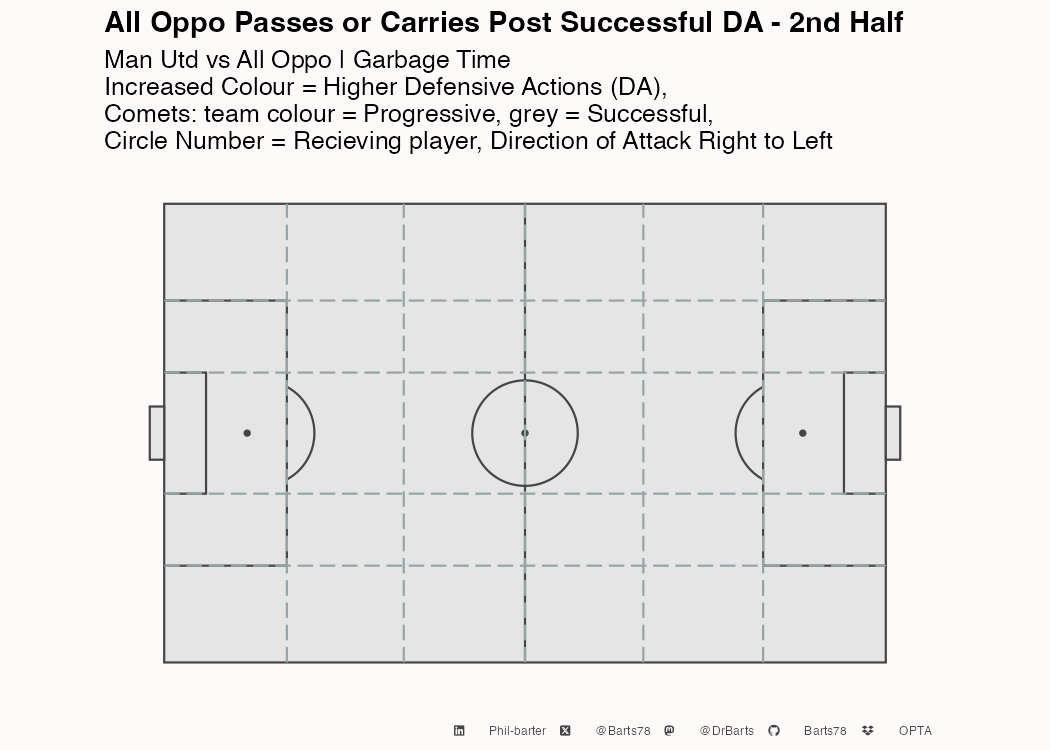 All Oppo Passes or Carries Post Successful DA - 2nd Half
Man Utd vs All Oppo | Garbage Time
Increased Colour = Higher Defensive Actions (DA),
Comets: team colour = Progressive, grey = Successful,
Circle Number = Recieving player, Direction of Attack Right to Left
Phil-barter @Barts78 @DrBarts Barts78 OPTA